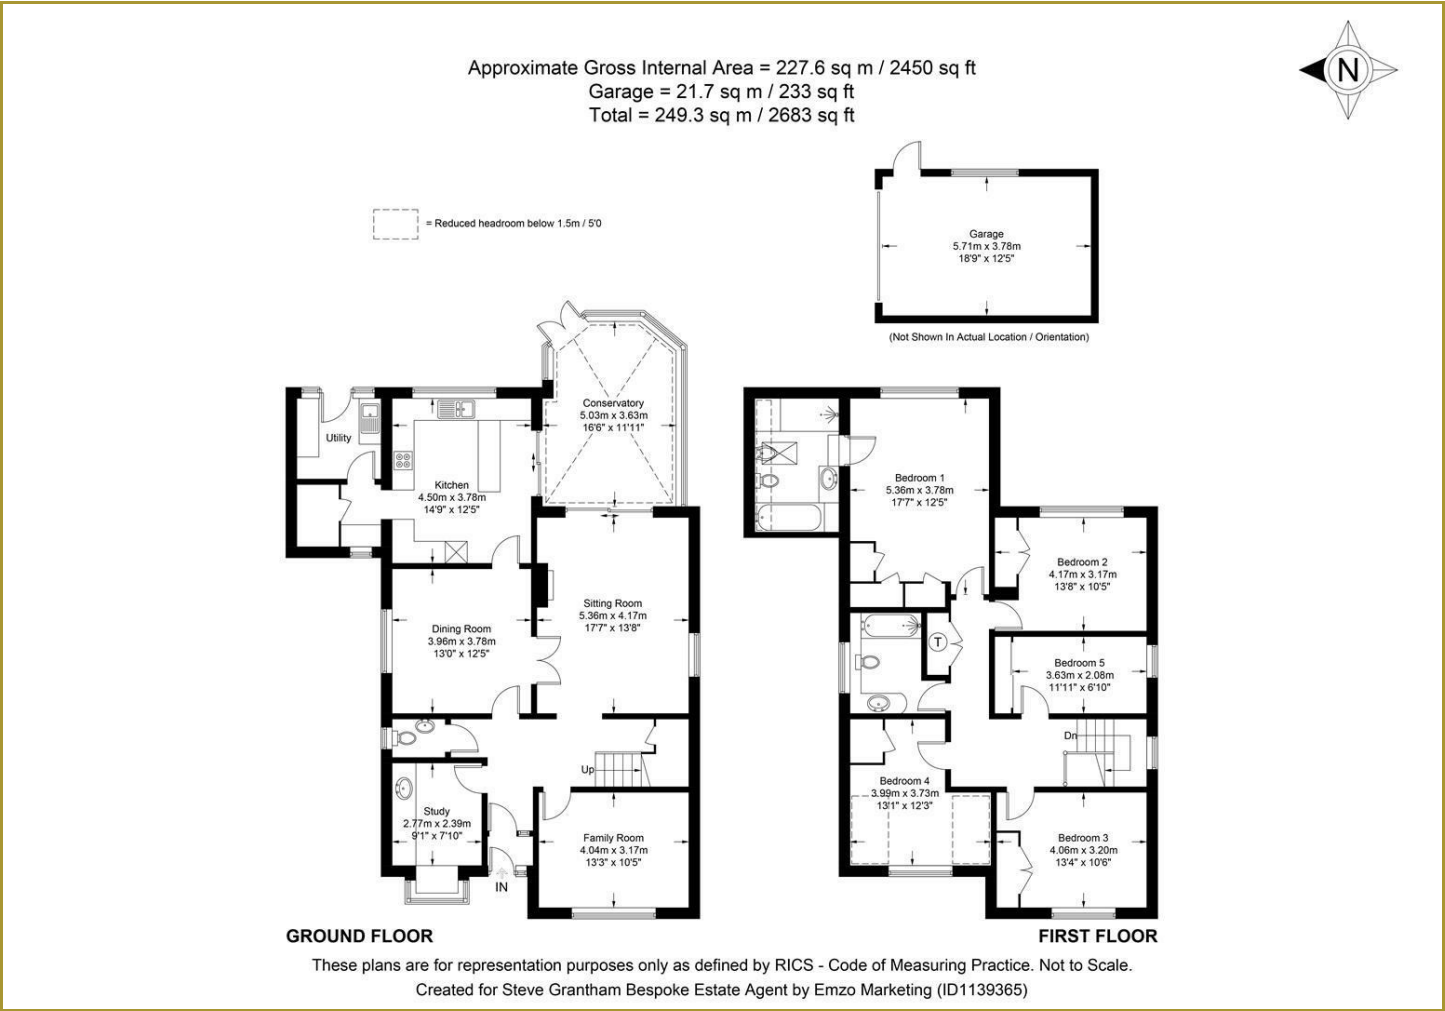 Approximate Gross Internal Area = 227.6 sq m / 2450 sq ft
Garage = 21.7 sq m / 233 sq ft
Total = 249.3 sq m / 2683 sq ft
N
= Reduced headroom below 1.5m / 5'0
Garage
5.71m x 3.78m
18'9" x 12'5"
(Not Shown In Actual Location / Orientation)
Conservatory
5.03m x 3.63m
16'6" x 11'11"
Utility
Kitchen
4.50m x 3.78m
14'9" x 12'5"
Sitting Room
5.36m x 4.17m
17'7" x 13'8"
Dining Room
3.96m x 3.78m
13'0" x 12'5"
Up
Study
2.77m x 2.39m
9'1" x 7'10"
Family Room
4.04m x 3.17m
13'3" x 10'5"
IN
GROUND FLOOR
Bedroom 1
5.36m x 3.78m
17'7" x 12'5"
Bedroom 2
4.17m x 3.17m
13'8" x 10'5"
T
Bedroom 5
3.63m x 2.08m
11'11" x 6'10"
Dn
Bedroom 4
3.99m x 3.73m
13'1" x 12'3"
Bedroom 3
4.06m x 3.20m
13'4" x 10'6"
FIRST FLOOR
These plans are for representation purposes only as defined by RICS - Code of Measuring Practice. Not to Scale.
Created for Steve Grantham Bespoke Estate Agent by Emzo Marketing (ID1139365)